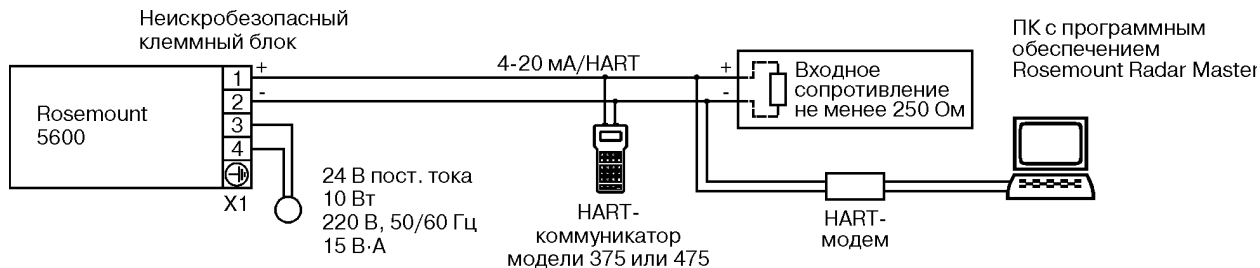 Неискробезопасный
клеммный блок
Rosemount
5600
1
2
3
4
+
-
X1
24 В пост. тока
10 Вт
220 В, 50/60 Гц
15 В·А
4-20 мА/HART
HART-
коммуникатор
модели 375 или 475
+
-
Входное
сопротивление
не менее 250 Ом
HART-
модем
ПК с программным
обеспечением
Rosemount Radar Master